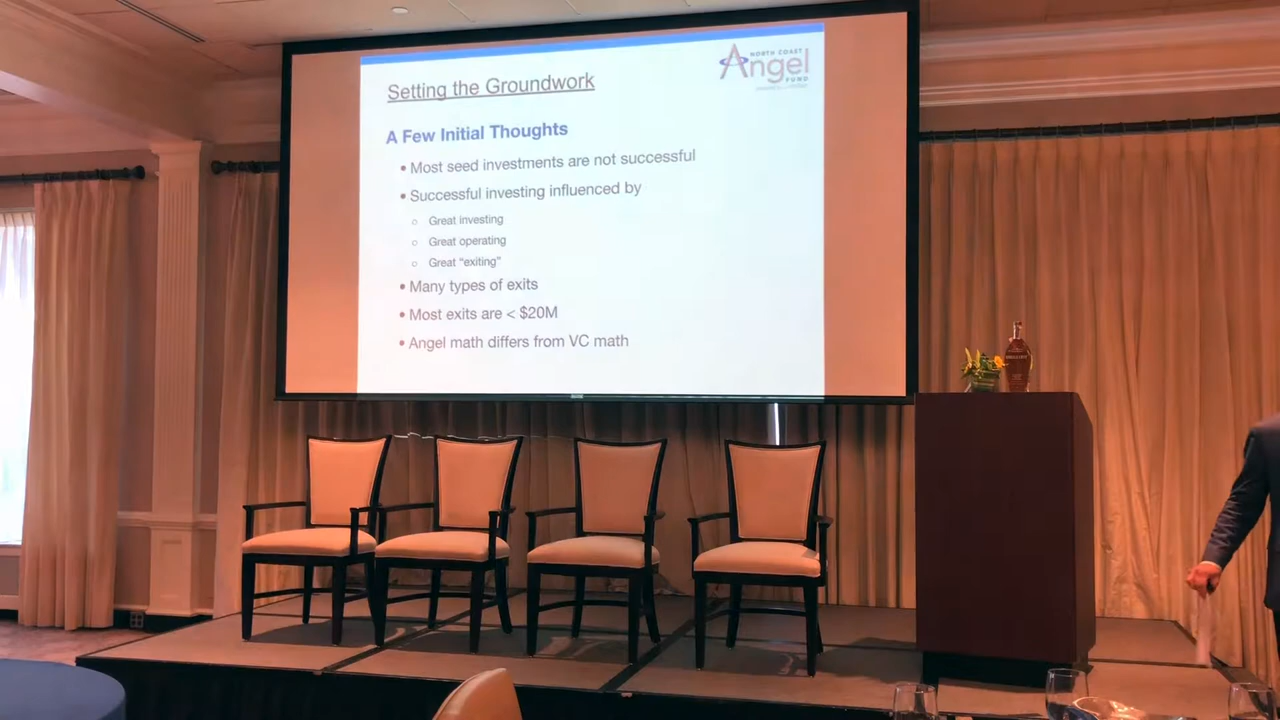 NORTH COAST
Angel
FUND
Setting the Groundwork
A Few Initial Thoughts
• Most seed investments are not successful
• Successful investing influenced by
○ Great investing
○ Great operating
○ Great “exiting”
• Many types of exits
• Most exits are < $20M
• Angel math differs from VC math